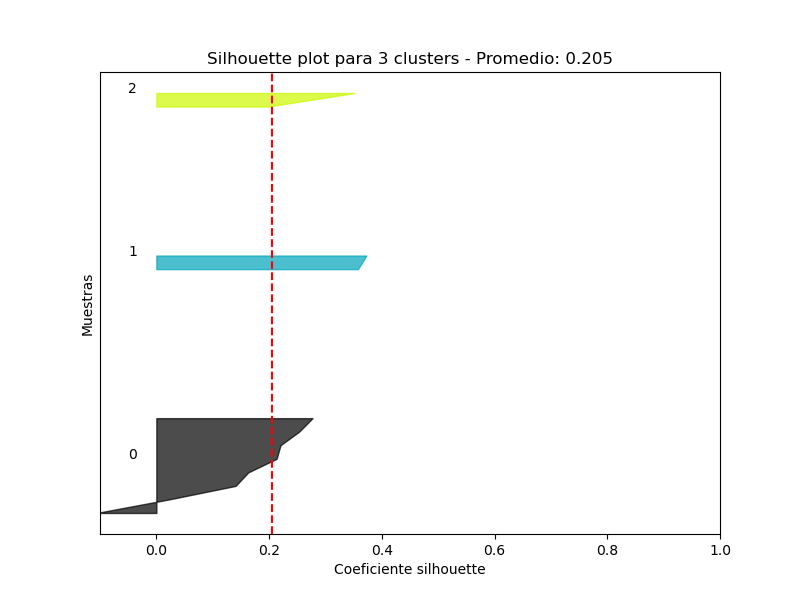 Silhouette plot para 3 clusters - Promedio: 0.205
2
1
0
Muestras
0.0 0.2 0.4 0.6 0.8 1.0
Coeficiente silhouette